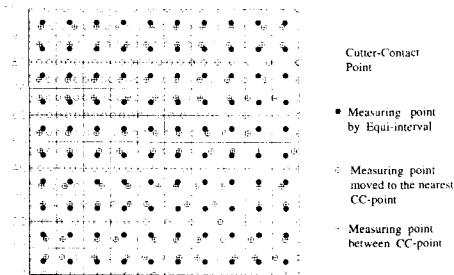 Cutter-Contact
Point
Measuring point
by Equi-interval
Measuring point
moved to the nearest
CC-point
Measuring point
between CC-point